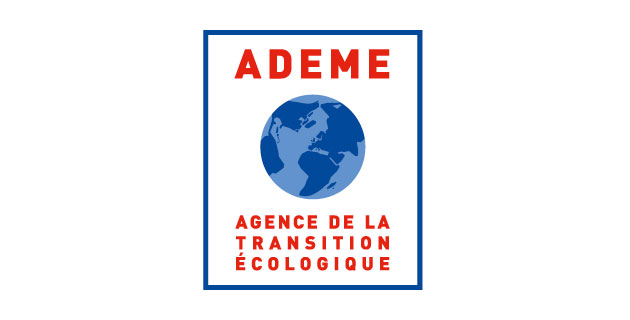 ADEME
AGENCE DE LA
TRANSITION
ÉCOLOGIQUE